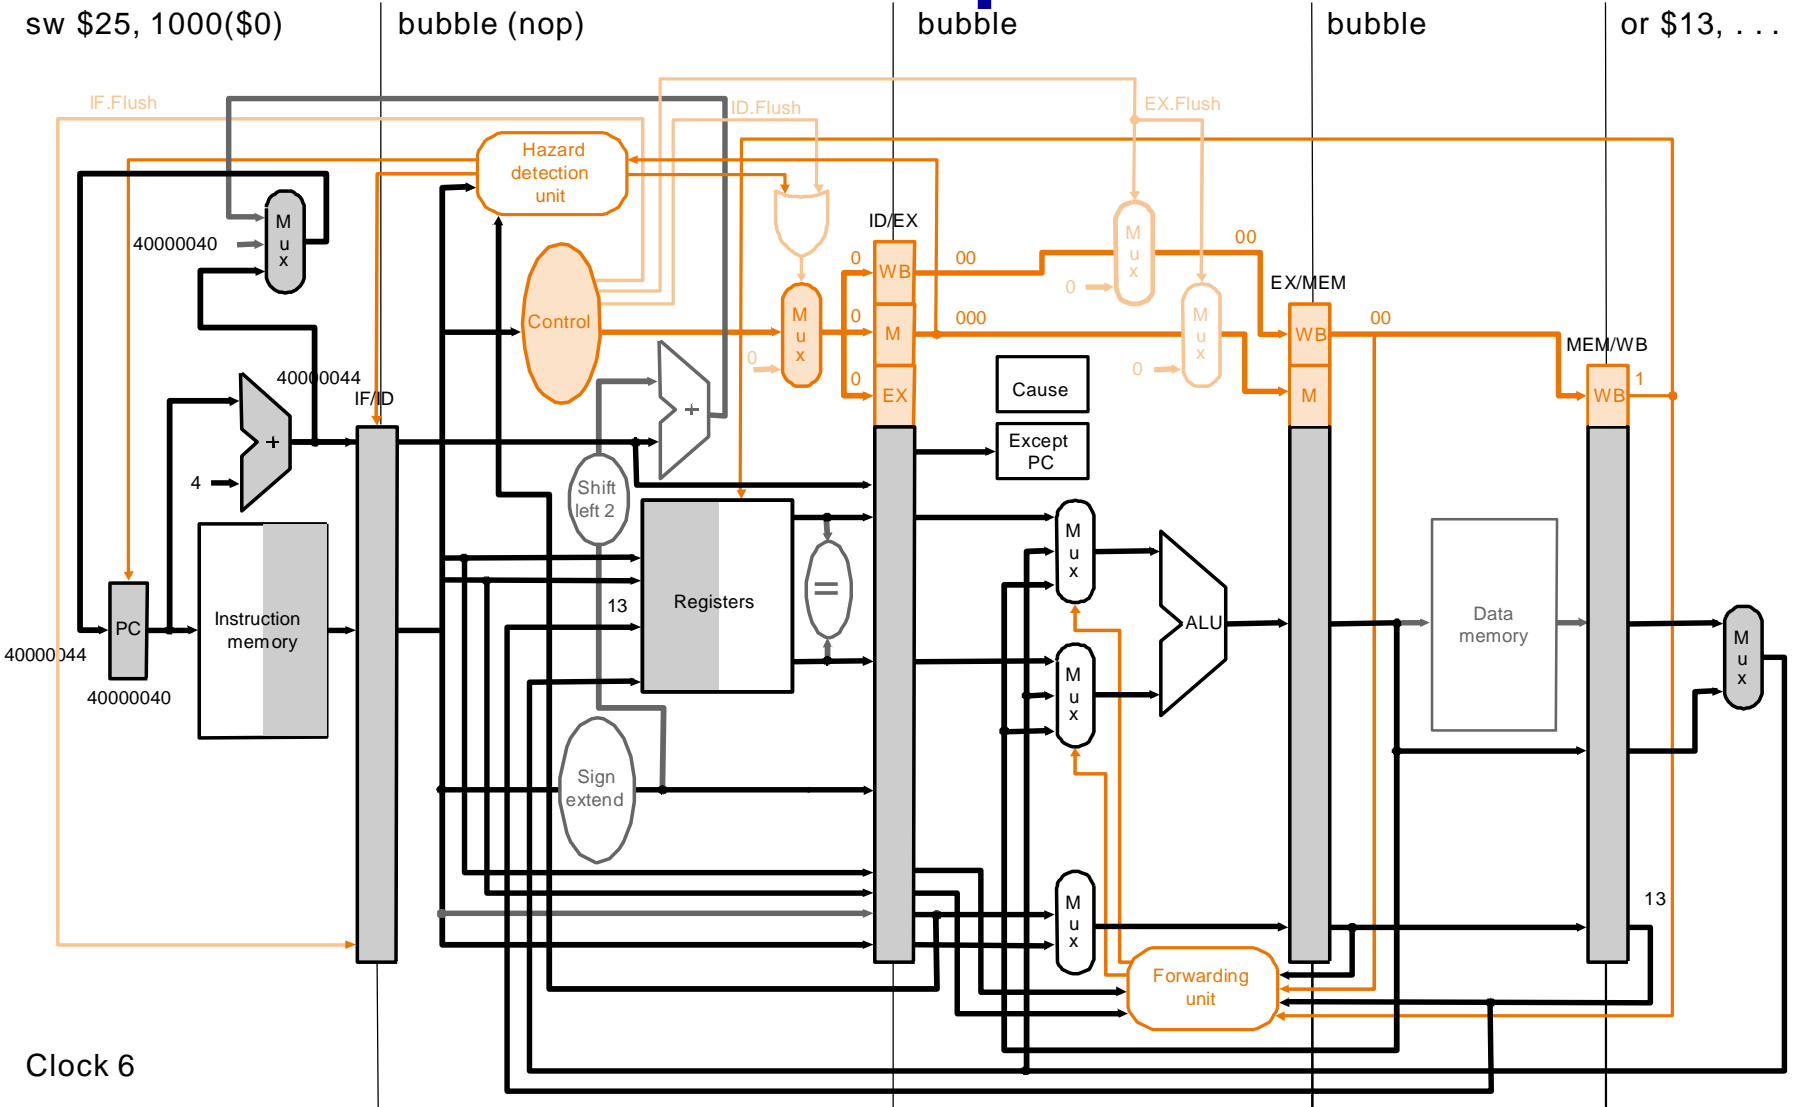 sw $25, 1000($0)
bubble (nop)
bubble
bubble
or $13, . . .
IF.Flush
ID.Flush
EX.Flush
Hazard
detection
unit
M
u
x
40000040
ID/EX
WB
M
EX
0
0
0
00
000
M
u
x
0
M
u
x
0
00
EX/MEM
WB
M
00
MEM/WB
WB
1
Control
M
u
x
0
40000044
IF/ID
+
4
+
Cause
Except
PC
Shift
left 2
Registers
=
13
M
u
x
M
u
x
ALU
Data
memory
M
u
x
PC
Instruction
memory
40000044
40000040
Sign
extend
M
u
x
13
Forwarding
unit
Clock 6